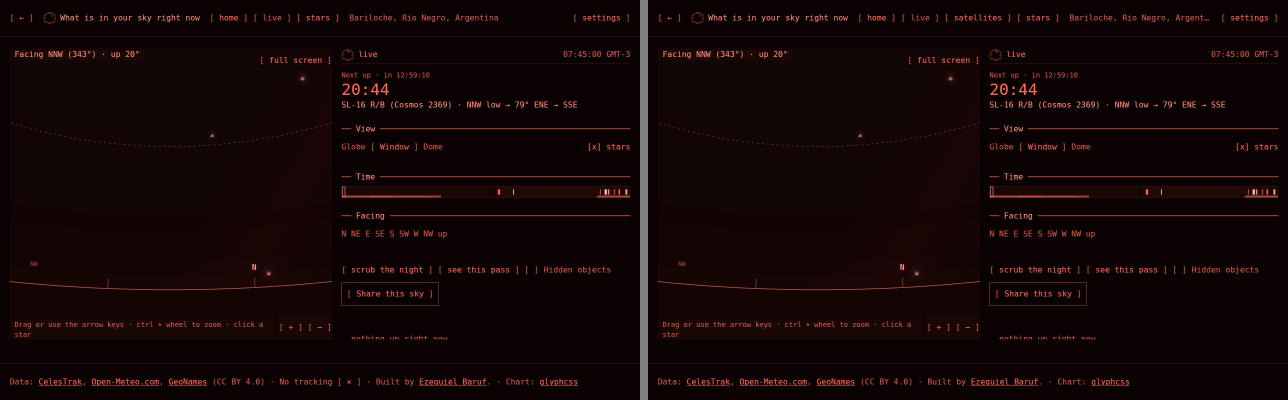 [ ← ] What is in your sky right now [ home ] [ live ] [ stars ] Bariloche, Rio Negro, Argentina [ settings ]
Facing NNW (343°) · up 20°
[ full screen ]
NW
N
Drag or use the arrow keys · ctrl + wheel to zoom · click a
star
[ + ] [ − ]
live 07:45:00 GMT-3
Next up · in 12:59:10
20:44
SL-16 R/B (Cosmos 2369) · NNW low → 79° ENE → SSE
View
Globe [ Window ] Dome [x] stars
Time
Facing
N NE E SE S SW W NW up
[ scrub the night ] [ see this pass ] [ ] Hidden objects
[ Share this sky ]
nothing up right now
Data: CelesTrak, Open-Meteo.com, GeoNames (CC BY 4.0) · No tracking [ × ] · Built by Ezequiel Baruf. · Chart: glyphcss
[ ← ] What is in your sky right now [ home ] [ live ] [ satellites ] [ stars ] Bariloche, Rio Negro, Argent… [ settings ]
Facing NNW (343°) · up 20°
[ full screen ]
NW
N
Drag or use the arrow keys · ctrl + wheel to zoom · click a
star
[ + ] [ − ]
live 07:45:00 GMT-3
Next up · in 12:59:10
20:44
SL-16 R/B (Cosmos 2369) · NNW low → 79° ENE → SSE
View
Globe [ Window ] Dome [x] stars
Time
Facing
N NE E SE S SW W NW up
[ scrub the night ] [ see this pass ] [ ] Hidden objects
[ Share this sky ]
nothing up right now
Data: CelesTrak, Open-Meteo.com, GeoNames (CC BY 4.0) · Built by Ezequiel Baruf. · Chart: glyphcss